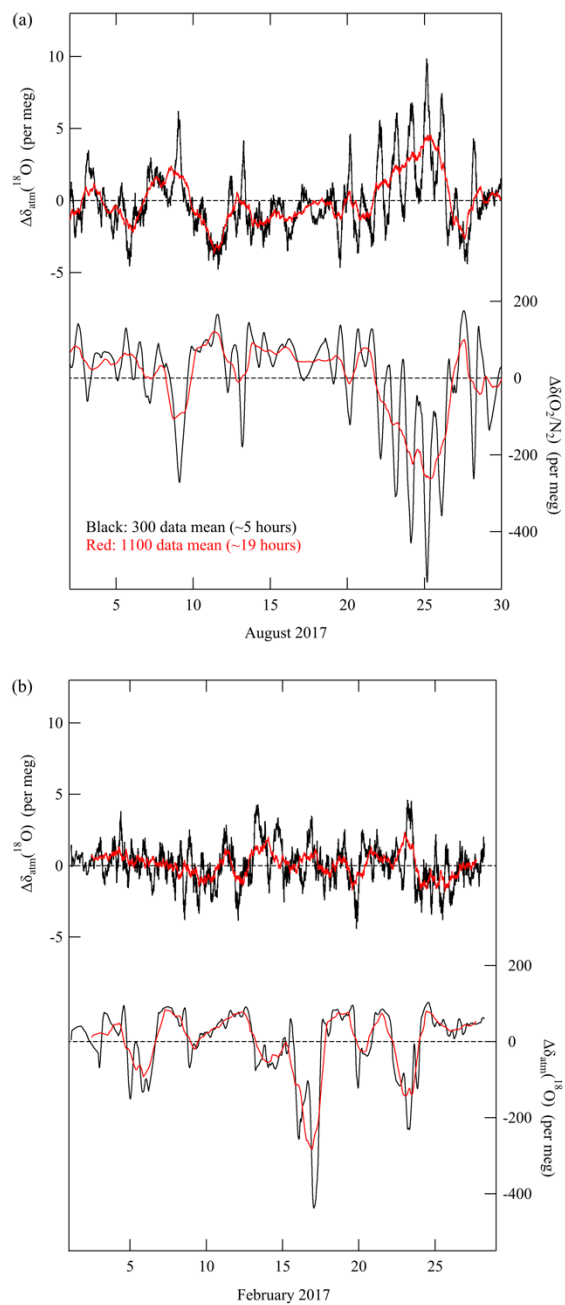 (a)
10
5
0
-5
Δδatm(18O) (per meg)
200
0
-200
-400
Δδ(O2/N2) (per meg)
Black: 300 data mean (~5 hours)
Red: 1100 data mean (~19 hours)
5 10 15 20 25 30
August 2017
(b)
10
5
0
-5
Δδatm(18O) (per meg)
200
0
-200
-400
Δδatm(18O) (per meg)
5 10 15 20 25
February 2017